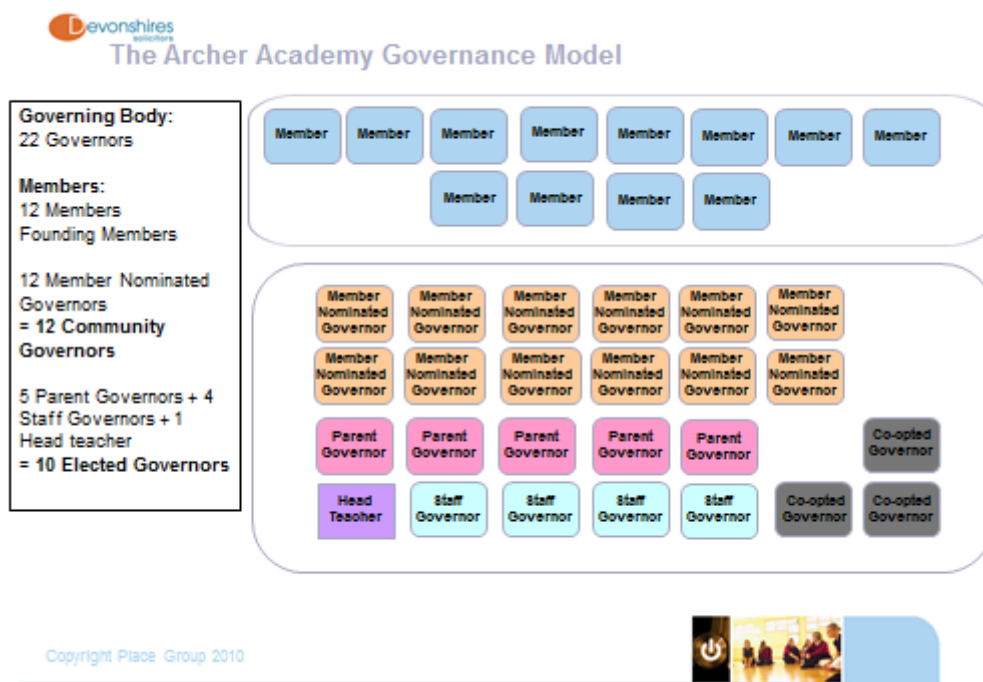 Devonshires
solicitors
The Archer Academy Governance Model
Governing Body:
22 Governors
Members:
12 Members
Founding Members
12 Member Nominated
Governors
= 12 Community
Governors
5 Parent Governors + 4
Staff Governors + 1
Head teacher
= 10 Elected Governors
Member Member Member Member Member Member Member Member
Member Member Member Member
Member Member Member Member Member Member
Nominated Nominated Nominated Nominated Nominated Nominated
Governor Governor Governor Governor Governor Governor
Member Member Member Member Member Member
Nominated Nominated Nominated Nominated Nominated Nominated
Governor Governor Governor Governor Governor Governor
Parent Parent Parent Parent Parent Co-opted
Governor Governor Governor Governor Governor Governor
Head Staff Staff Staff Staff Co-opted Co-opted
Teacher Governor Governor Governor Governor Governor Governor
Copyright Place Group 2010